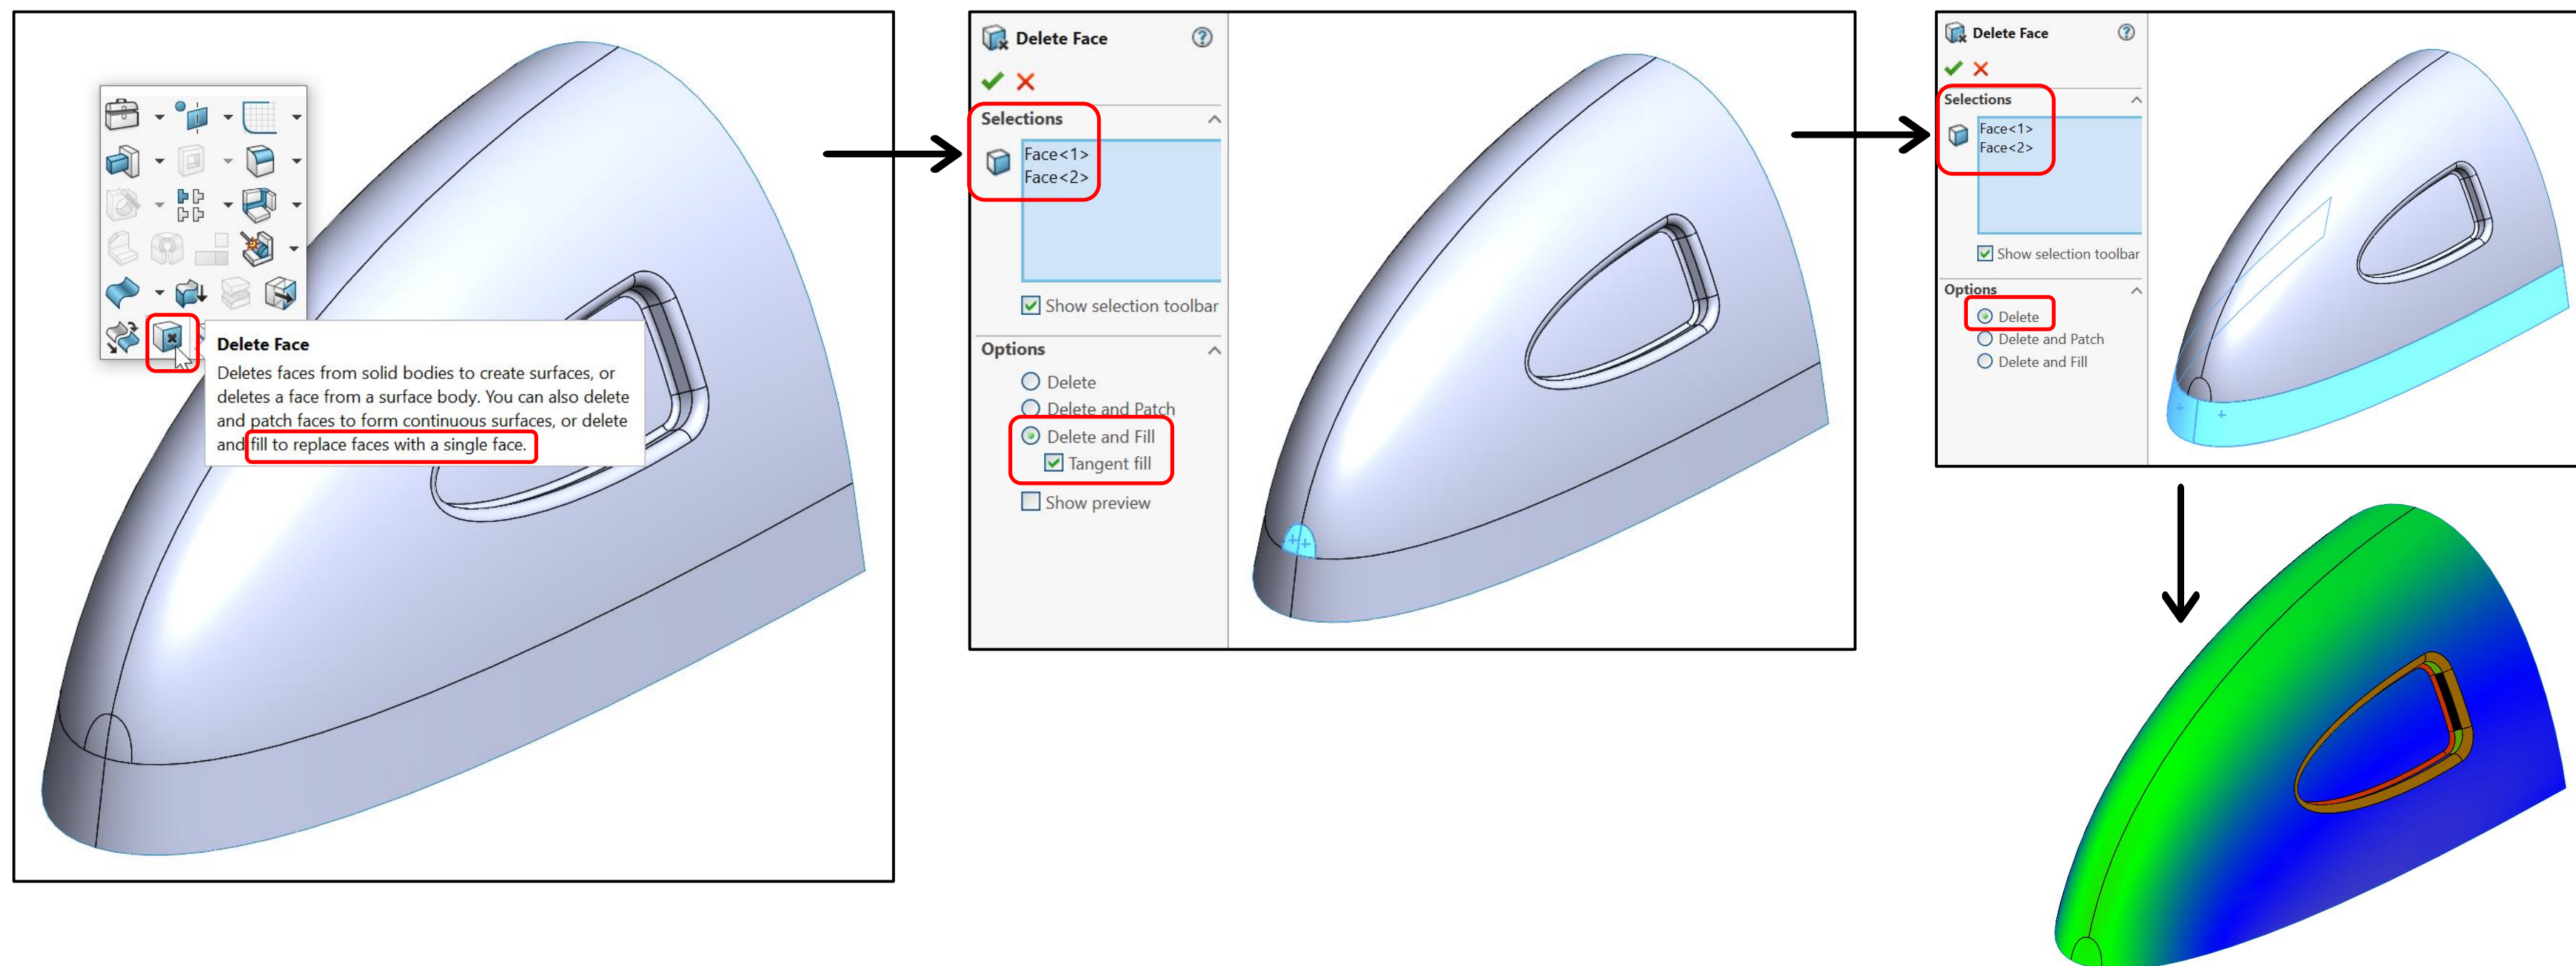 Delete Face
Deletes faces from solid bodies to create surfaces, or
deletes a face from a surface body. You can also delete
and patch faces to form continuous surfaces, or delete
and fill to replace faces with a single face.
Delete Face
Selections
Face<1>
Face<2>
Show selection toolbar
Options
Delete
Delete and Patch
Delete and Fill
Tangent fill
Show preview
Delete Face
Selections
Face<1>
Face<2>
Show selection toolbar
Options
Delete
Delete and Patch
Delete and Fill